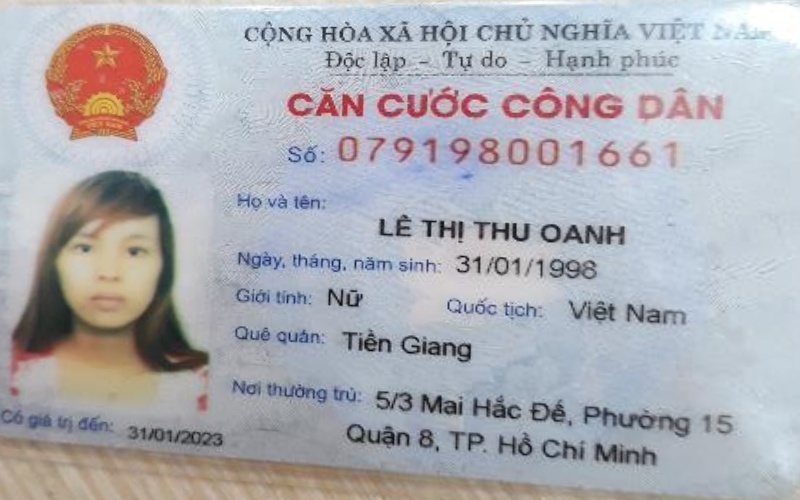 CỘNG HÒA XÃ HỘI CHỦ NGHĨA VIỆT NAM
Độc lập - Tự do - Hạnh phúc
CĂN CƯỚC CÔNG DÂN
Số: 079198001661
Họ và tên:
LÊ THỊ THU OANH
Ngày, tháng, năm sinh: 31/01/1998
Giới tính: Nữ Quốc tịch: Việt Nam
Quê quán: Tiền Giang
Nơi thường trú: 5/3 Mai Hắc Đế, Phường 15
Quận 8, TP. Hồ Chí Minh
Có giá trị đến: 31/01/2023